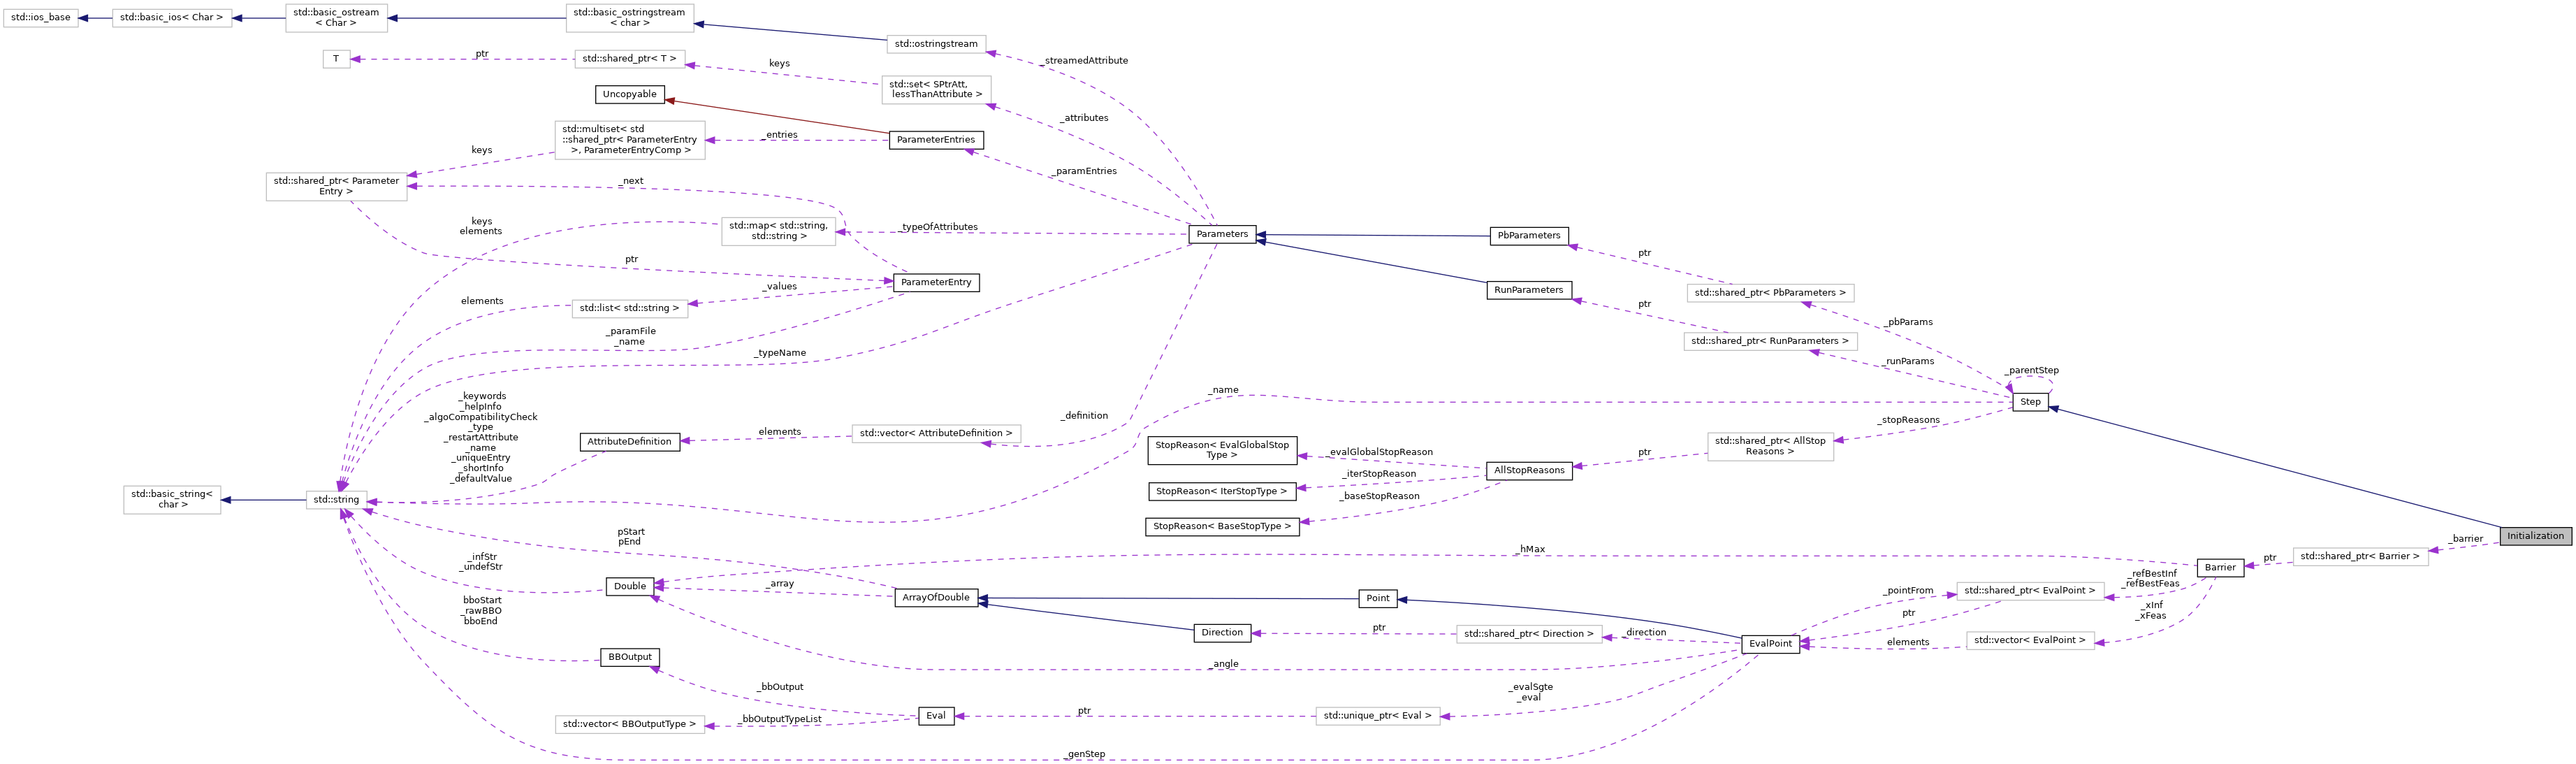 std::ios_base
std::basic_ios< Char >
std::basic_ostream
< Char >
std::basic_ostringstream
< char >
std::ostringstream
_streamedAttribute
T
ptr
std::shared_ptr< T >
keys
std::set< SPtrAtt,
lessThanAttribute >
_attributes
Uncopyable
std::multiset< std
::shared_ptr< ParameterEntry
>, ParameterEntryComp >
_entries
ParameterEntries
_paramEntries
keys
std::shared_ptr< Parameter
Entry >
_next
keys
elements
std::map< std::string,
std::string >
_typeOfAttributes
Parameters
PbParameters
ptr
ptr
ParameterEntry
_values
elements
std::list< std::string >
RunParameters
ptr
std::shared_ptr< PbParameters >
_pbParams
_paramFile
_name
_typeName
std::shared_ptr< RunParameters >
_runParams
_parentStep
Step
_name
_keywords
_helpInfo
_algoCompatibilityCheck
_type
_restartAttribute
_name
_uniqueEntry
_shortInfo
_defaultValue
AttributeDefinition
elements
std::vector< AttributeDefinition >
_definition
StopReason< EvalGlobalStop
Type >
_evalGlobalStopReason
_iterStopReason
StopReason< IterStopType >
_baseStopReason
StopReason< BaseStopType >
AllStopReasons
ptr
std::shared_ptr< AllStop
Reasons >
_stopReasons
std::basic_string<
char >
std::string
pStart
pEnd
_infStr
_undefStr
Double
_array
ArrayOfDouble
_hMax
Initialization
_barrier
std::shared_ptr< Barrier >
ptr
Barrier
_refBestInf
_refBestFeas
std::shared_ptr< EvalPoint >
_pointFrom
ptr
_xInf
_xFeas
Point
Direction
ptr
std::shared_ptr< Direction >
_direction
EvalPoint
elements
std::vector< EvalPoint >
bboStart
_rawBBO
bboEnd
BBOutput
_angle
_bbOutput
std::vector< BBOutputType >
_bbOutputTypeList
Eval
ptr
std::unique_ptr< Eval >
_evalSgte
_eval
_genStep